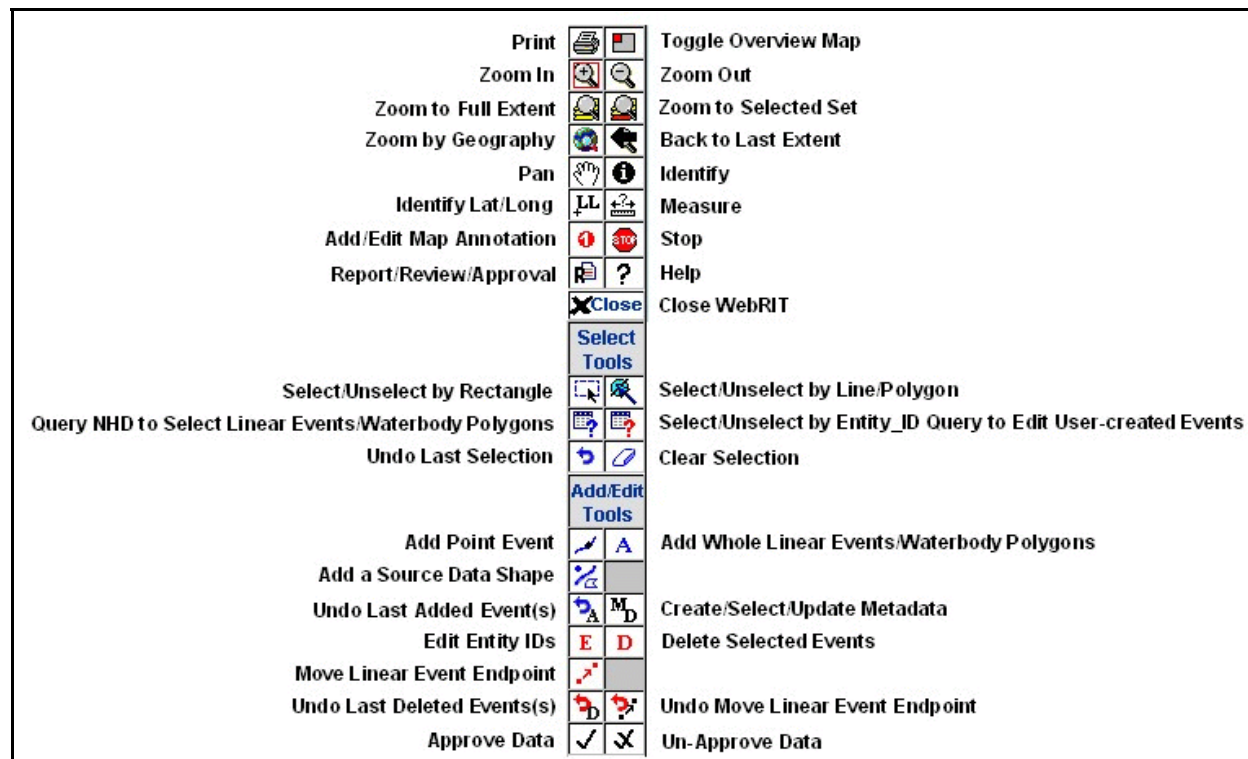 Print Toggle Overview Map
Zoom In Zoom Out
Zoom to Full Extent Zoom to Selected Set
Zoom by Geography Back to Last Extent
Pan Identify
Identify Lat/Long LL ? Measure
Add/Edit Map Annotation 1 STOP Stop
Report/Review/Approval R ? Help
Close Close WebRIT
Select
Tools
Select/Unselect by Rectangle Select/Unselect by Line/Polygon
Query NHD to Select Linear Events/Waterbody Polygons ? ? Select/Unselect by Entity_ID Query to Edit User-created Events
Undo Last Selection Clear Selection
Add/Edit
Tools
Add Point Event A Add Whole Linear Events/Waterbody Polygons
Add a Source Data Shape
Undo Last Added Event(s) A MD Create/Select/Update Metadata
Edit Entity IDs E D Delete Selected Events
Move Linear Event Endpoint
Undo Last Deleted Events(s) D Undo Move Linear Event Endpoint
Approve Data Un-Approve Data